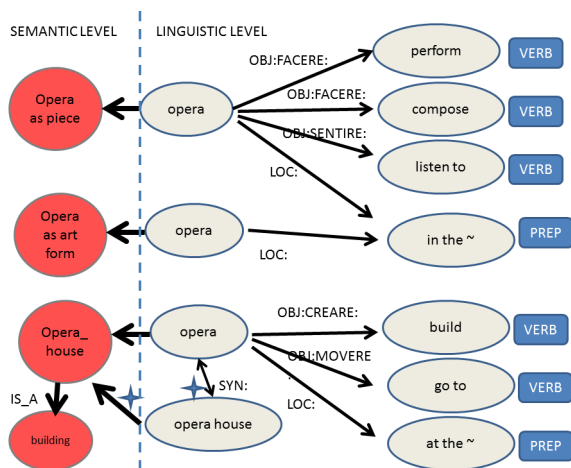 SEMANTIC LEVEL
LINGUISTIC LEVEL
Opera
as piece
opera
OBJ:FACERE:
perform
VERB
OBJ:FACERE:
compose
VERB
OBJ:SENTIRE:
listen to
VERB
LOC:
Opera
as art
form
opera
LOC:
in the ~
PREP
Opera_
house
opera
OBJ:CREARE:
build
VERB
OBJ:MOVERE
:
go to
VERB
LOC:
SYN:
IS_A
opera house
building
at the ~
PREP